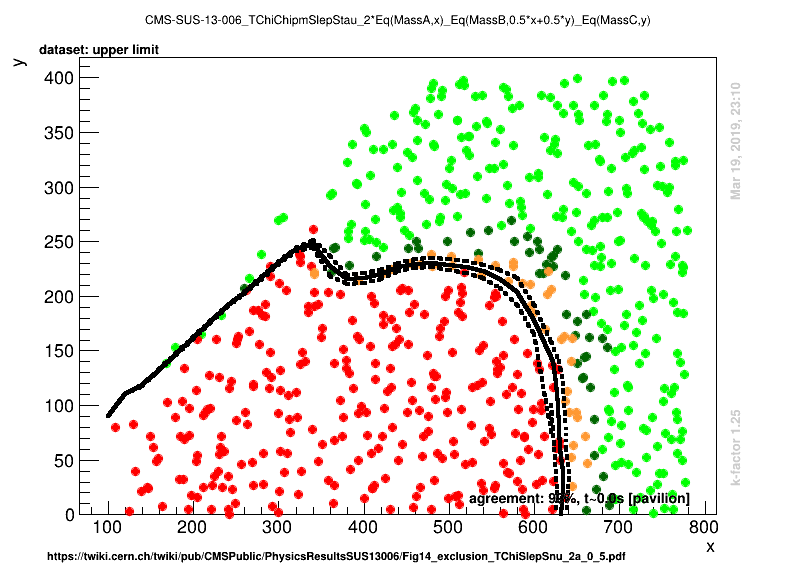 CMS-SUS-13-006_TChiChipmSlepStau_2*Eq(MassA,x)_Eq(MassB,0.5*x+0.5*y)_Eq(MassC,y)
dataset: upper limit
y
400
350
300
250
200
150
100
50
0
100
200
300
400
500
600
700
800
x
agreement: t~0.0s [pavilion]
https://twiki.cern.ch/twiki/pub/CMSPublic/PhysicsResultsSUS13006/Fig14_exclusion_TChiSlepSnu_2a_0_5.pdf
Mar 19, 2019, 23:10
k-factor 1.25